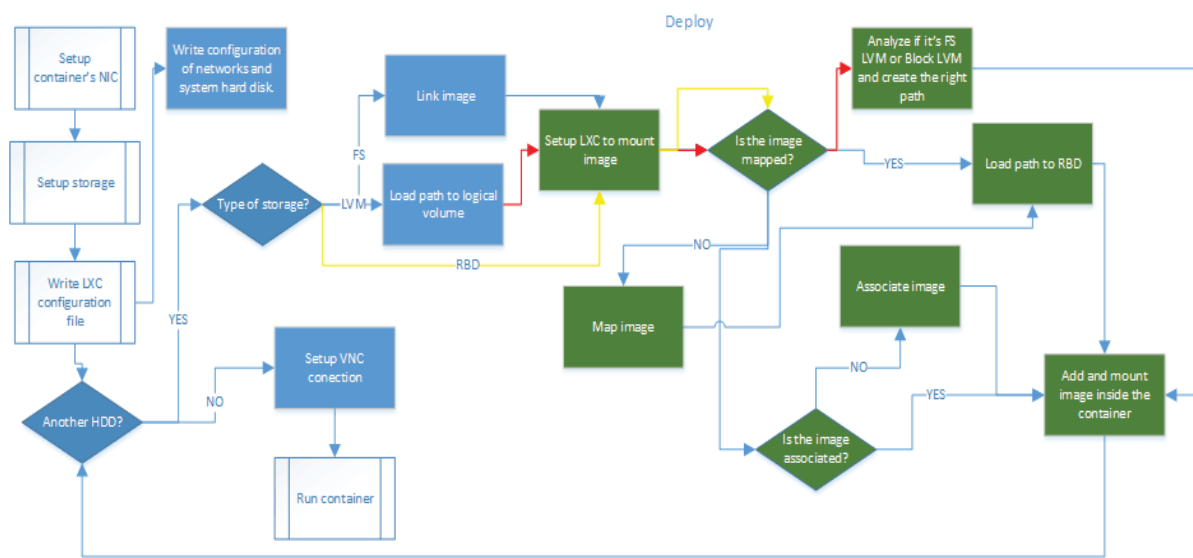 Deploy
Setup
container's NIC
Write configuration
of networks and
system hard disk.
Link image
Analyze if it's FS
LVM or Block LVM
and create the right
path
Setup LXC to mount
image
Is the image
mapped?
YES
Load path to RBD
Setup storage
Type of storage?
FS
LVM
Load path to logical
volume
RBD
NO
Write LXC
configuration
file
YES
Map image
Associate image
Setup VNC
conection
NO
Another HDD?
NO
YES
Add and mount
image inside the
container
Is the image
associated?
Run container